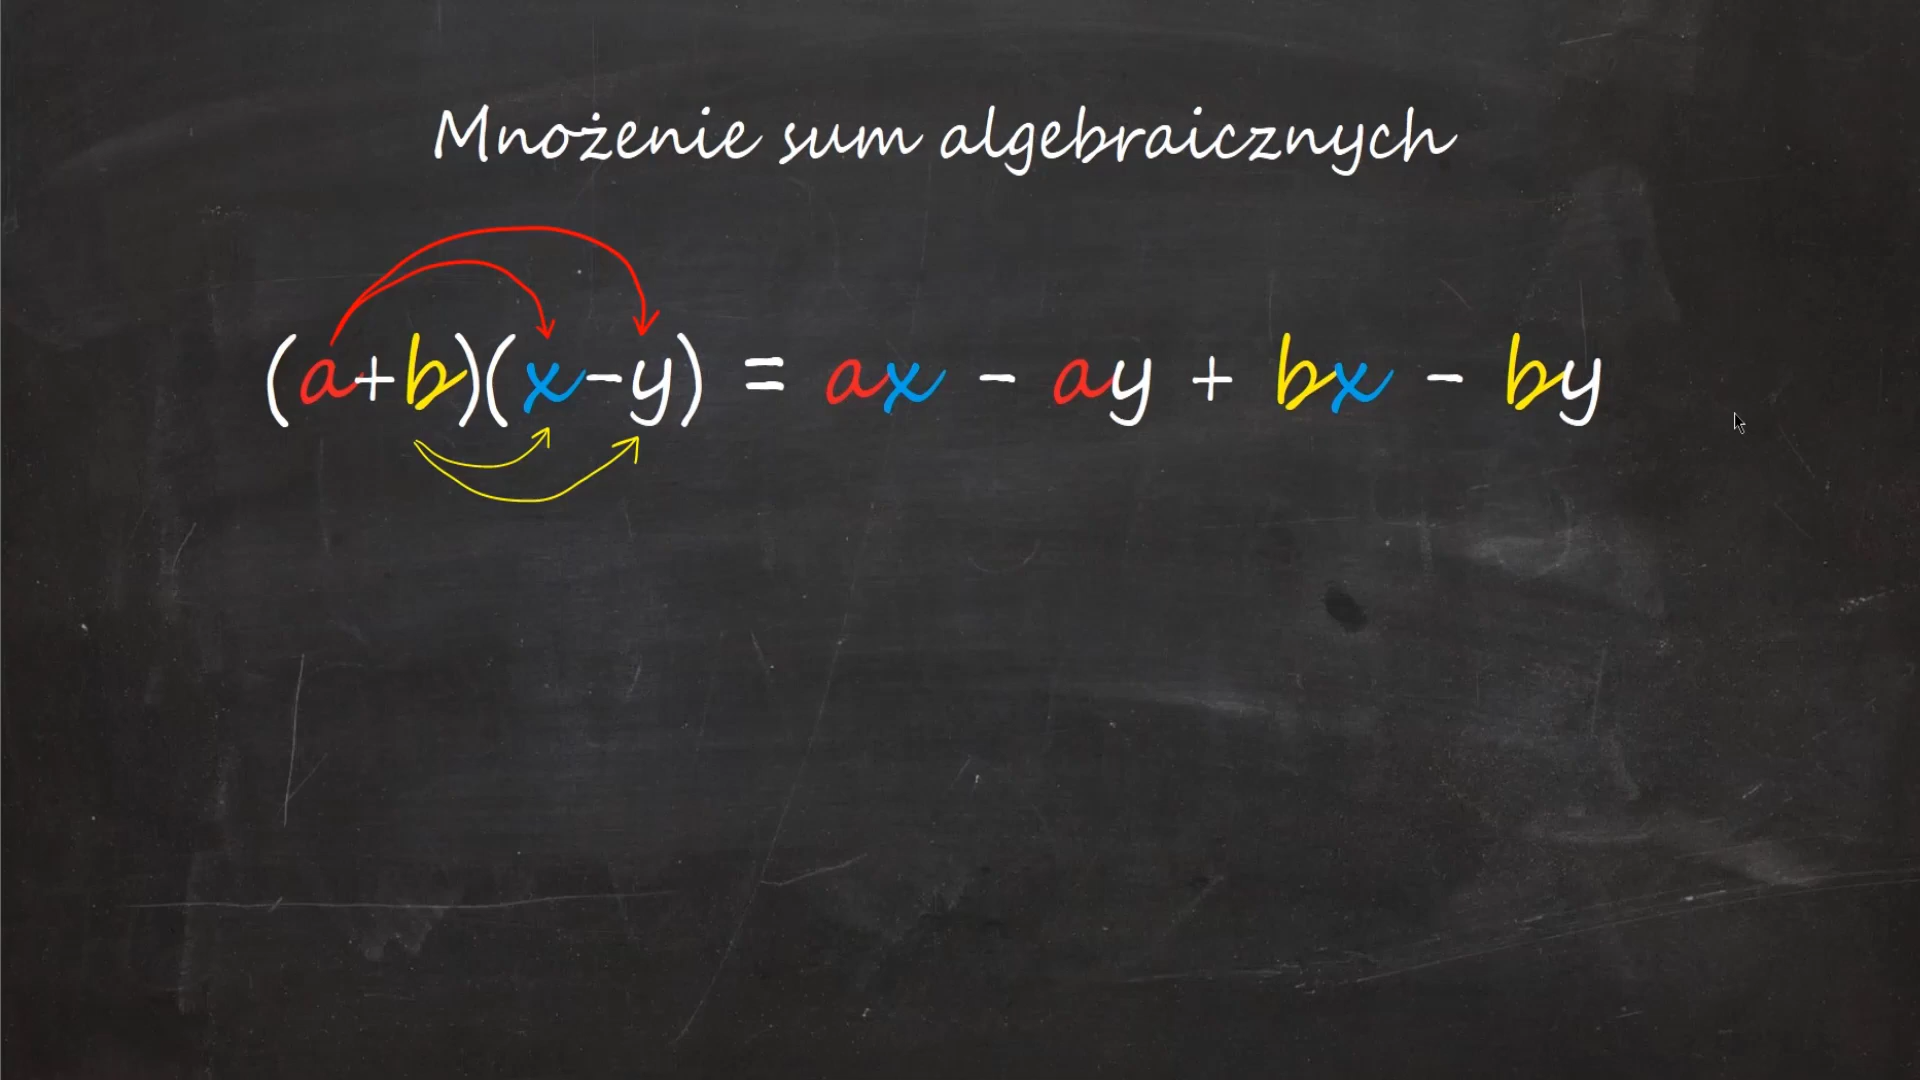 Mnożenie sum algebraicznych
(a+b)(x-y) = ax - ay + bx - by